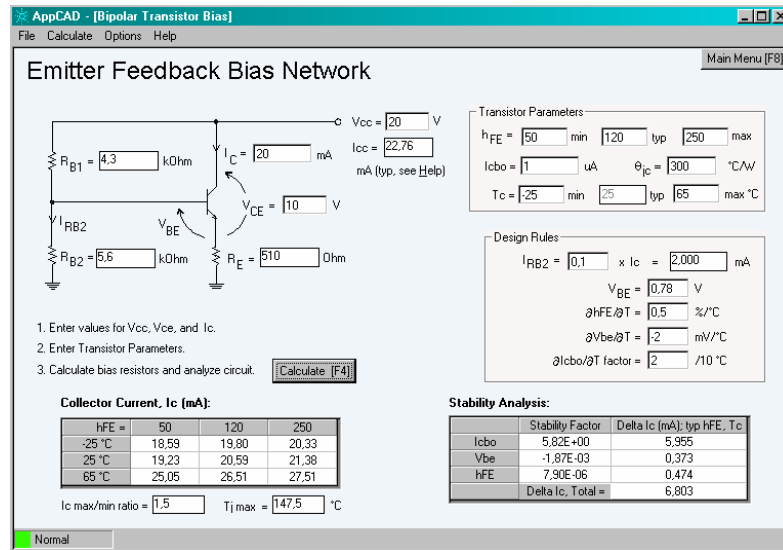 AppCAD - [Bipolar Transistor Bias]
File Calculate Options Help
Main Menu [F8]
Emitter Feedback Bias Network
Vcc = 20 V
Icc = 22,76
mA (typ, see Help)
IC = 20 mA
RB1 = 4,3 kOhm
VCE = 10 V
IRB2
VBE
RB2 = 5,6 kOhm
RE = 510 Ohm
Transistor Parameters
hFE = 50 min 120 typ 250 max
Icbo = 1 uA θjc = 300 °C/W
Tc = -25 min 25 typ 65 max °C
Design Rules
IRB2 = 0,1 x Ic = 2,000 mA
VBE = 0,78 V
∂hFE/∂T = 0,5 %/°C
∂Vbe/∂T = -2 mV/°C
∂Icbo/∂T factor = 2 /10 °C
1. Enter values for Vcc, Vce, and Ic.
2. Enter Transistor Parameters.
3. Calculate bias resistors and analyze circuit. Calculate [F4]
Collector Current, Ic (mA):
hFE = 50 120 250
-25 °C 18,59 19,80 20,33
25 °C 19,23 20,59 21,38
65 °C 25,05 26,51 27,51
Ic max/min ratio = 1,5 Tj max = 147,5 °C
Stability Analysis:
Stability Factor Delta Ic (mA); typ hFE, Tc
Icbo 5,82E+00 5,955
Vbe -1,87E-03 0,373
hFE 7,90E-06 0,474
Delta Ic, Total = 6,803
Normal